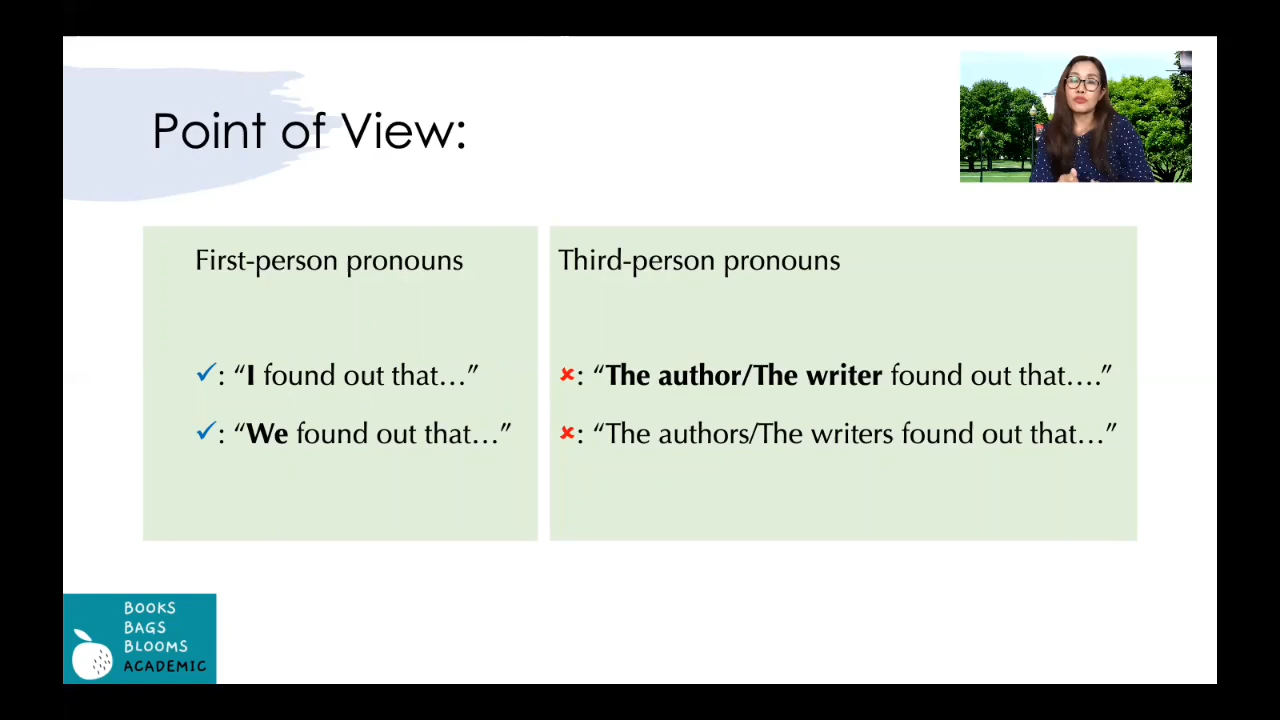 Point of View:
First-person pronouns
✓: “I found out that…”
✓: “We found out that…”
Third-person pronouns
✘: “The author/The writer found out that….”
✘: “The authors/The writers found out that…”
BOOKS
BAGS
BLOOMS
ACADEMIC